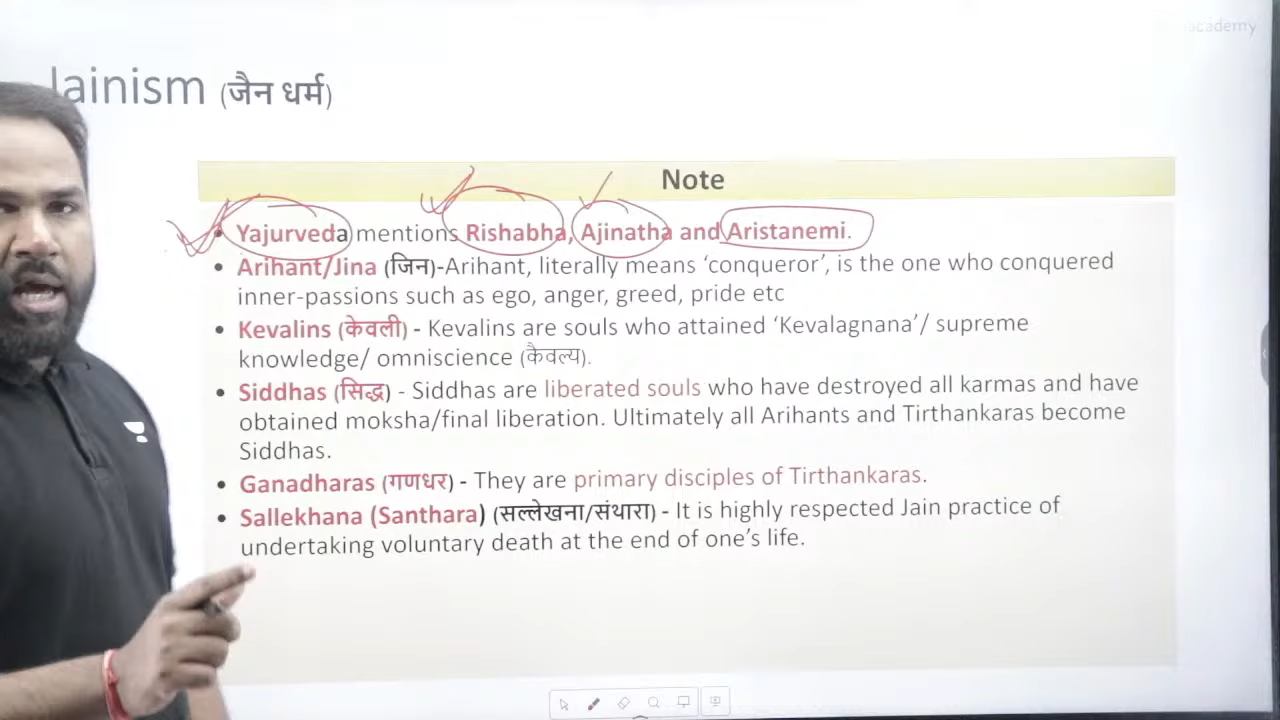 Jainism (जैन धर्म)
Note
• Yajurveda mentions Rishabha, Ajinatha and Aristanemi.
• Arihant/Jina (जिन)-Arihant, literally means ‘conqueror’, is the one who conquered
inner-passions such as ego, anger, greed, pride etc
• Kevalins (केवली) - Kevalins are souls who attained ‘Kevalagnana’/ supreme
knowledge/ omniscience (कैवल्य).
• Siddhas (सिद्ध) - Siddhas are liberated souls who have destroyed all karmas and have
obtained moksha/final liberation. Ultimately all Arihants and Tirthankaras become
Siddhas.
• Ganadharas (गणधर) - They are primary disciples of Tirthankaras.
• Sallekhana (Santhara) (सल्लेखना/संथारा) - It is highly respected Jain practice of
undertaking voluntary death at the end of one’s life.